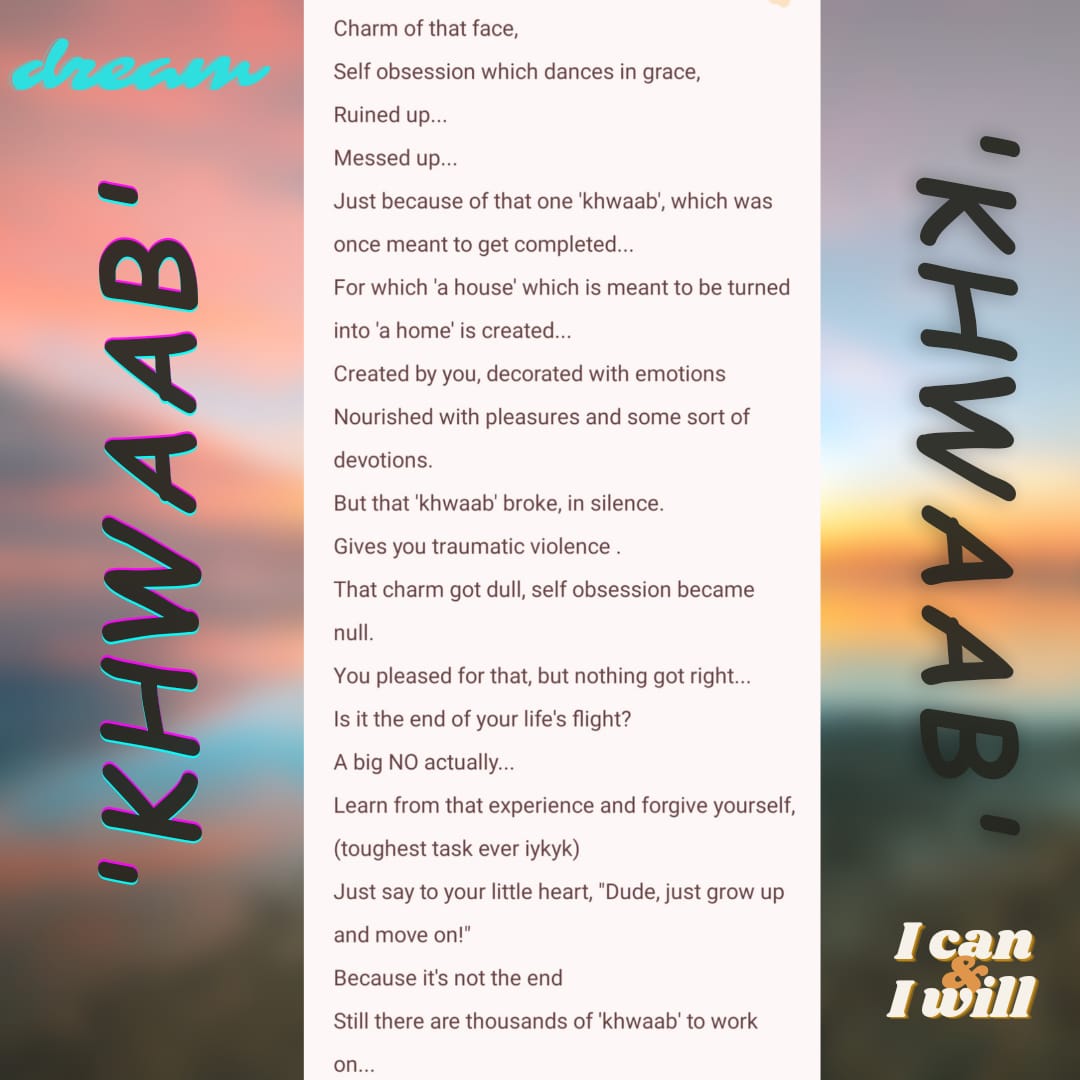 dream
'KHWAAB'
Charm of that face,
Self obsession which dances in grace,
Ruined up...
Messed up...
Just because of that one 'khwaab', which was
once meant to get completed...
For which 'a house' which is meant to be turned
into 'a home' is created...
Created by you, decorated with emotions
Nourished with pleasures and some sort of
devotions.
But that 'khwaab' broke, in silence.
Gives you traumatic violence .
That charm got dull, self obsession became
null.
You pleased for that, but nothing got right...
Is it the end of your life's flight?
A big NO actually...
Learn from that experience and forgive yourself,
(toughest task ever iykyk)
Just say to your little heart, "Dude, just grow up
and move on!"
Because it's not the end
Still there are thousands of 'khwaab' to work
on...
'KHWAAB'
I can
&
I will